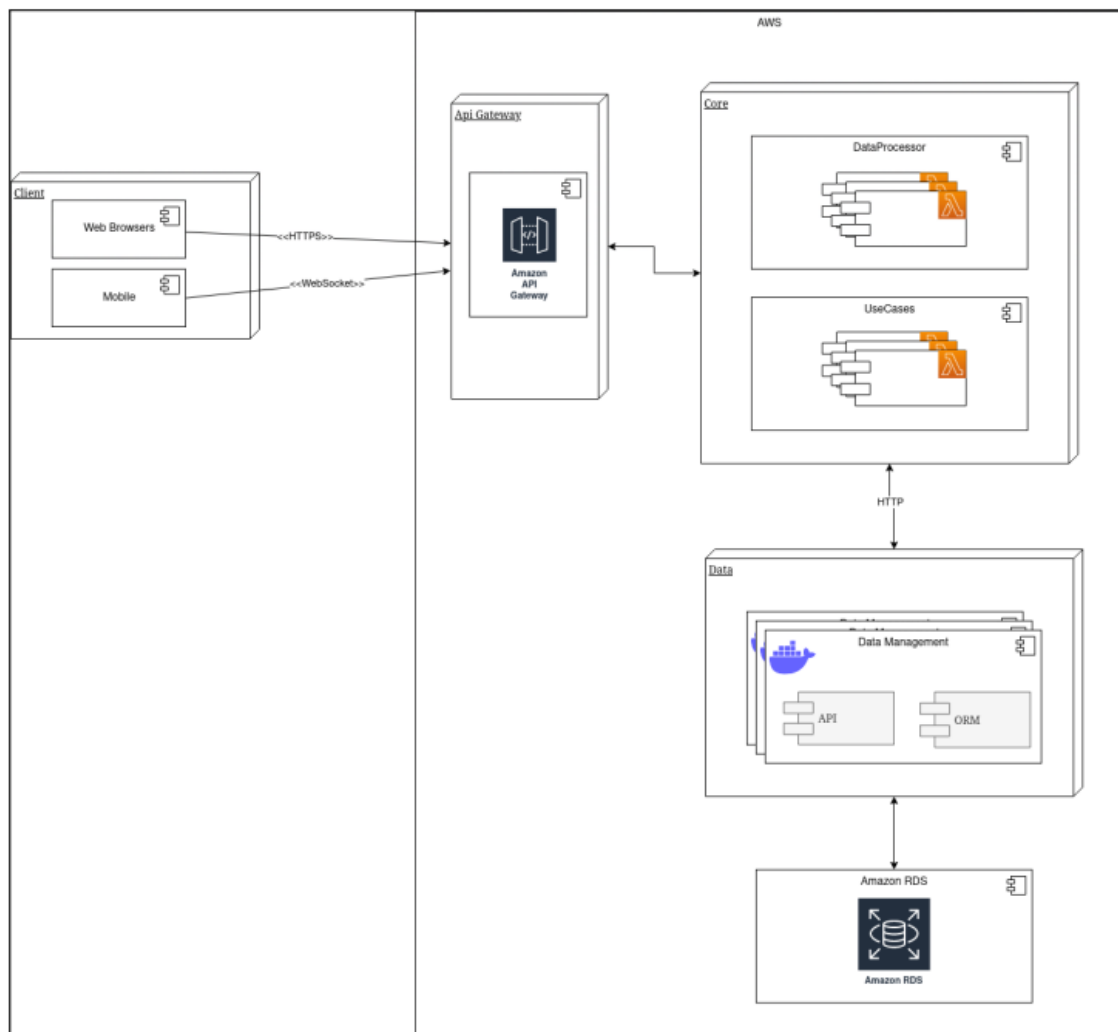 AWS
Api Gateway
Core
DataProcessor
Client
Web Browsers
<<HTTPS>>
Amazon
API
Gateway
Mobile
<<WebSocket>>
UseCases
HTTP
Data
Data Management
API
ORM
Amazon RDS
Amazon RDS